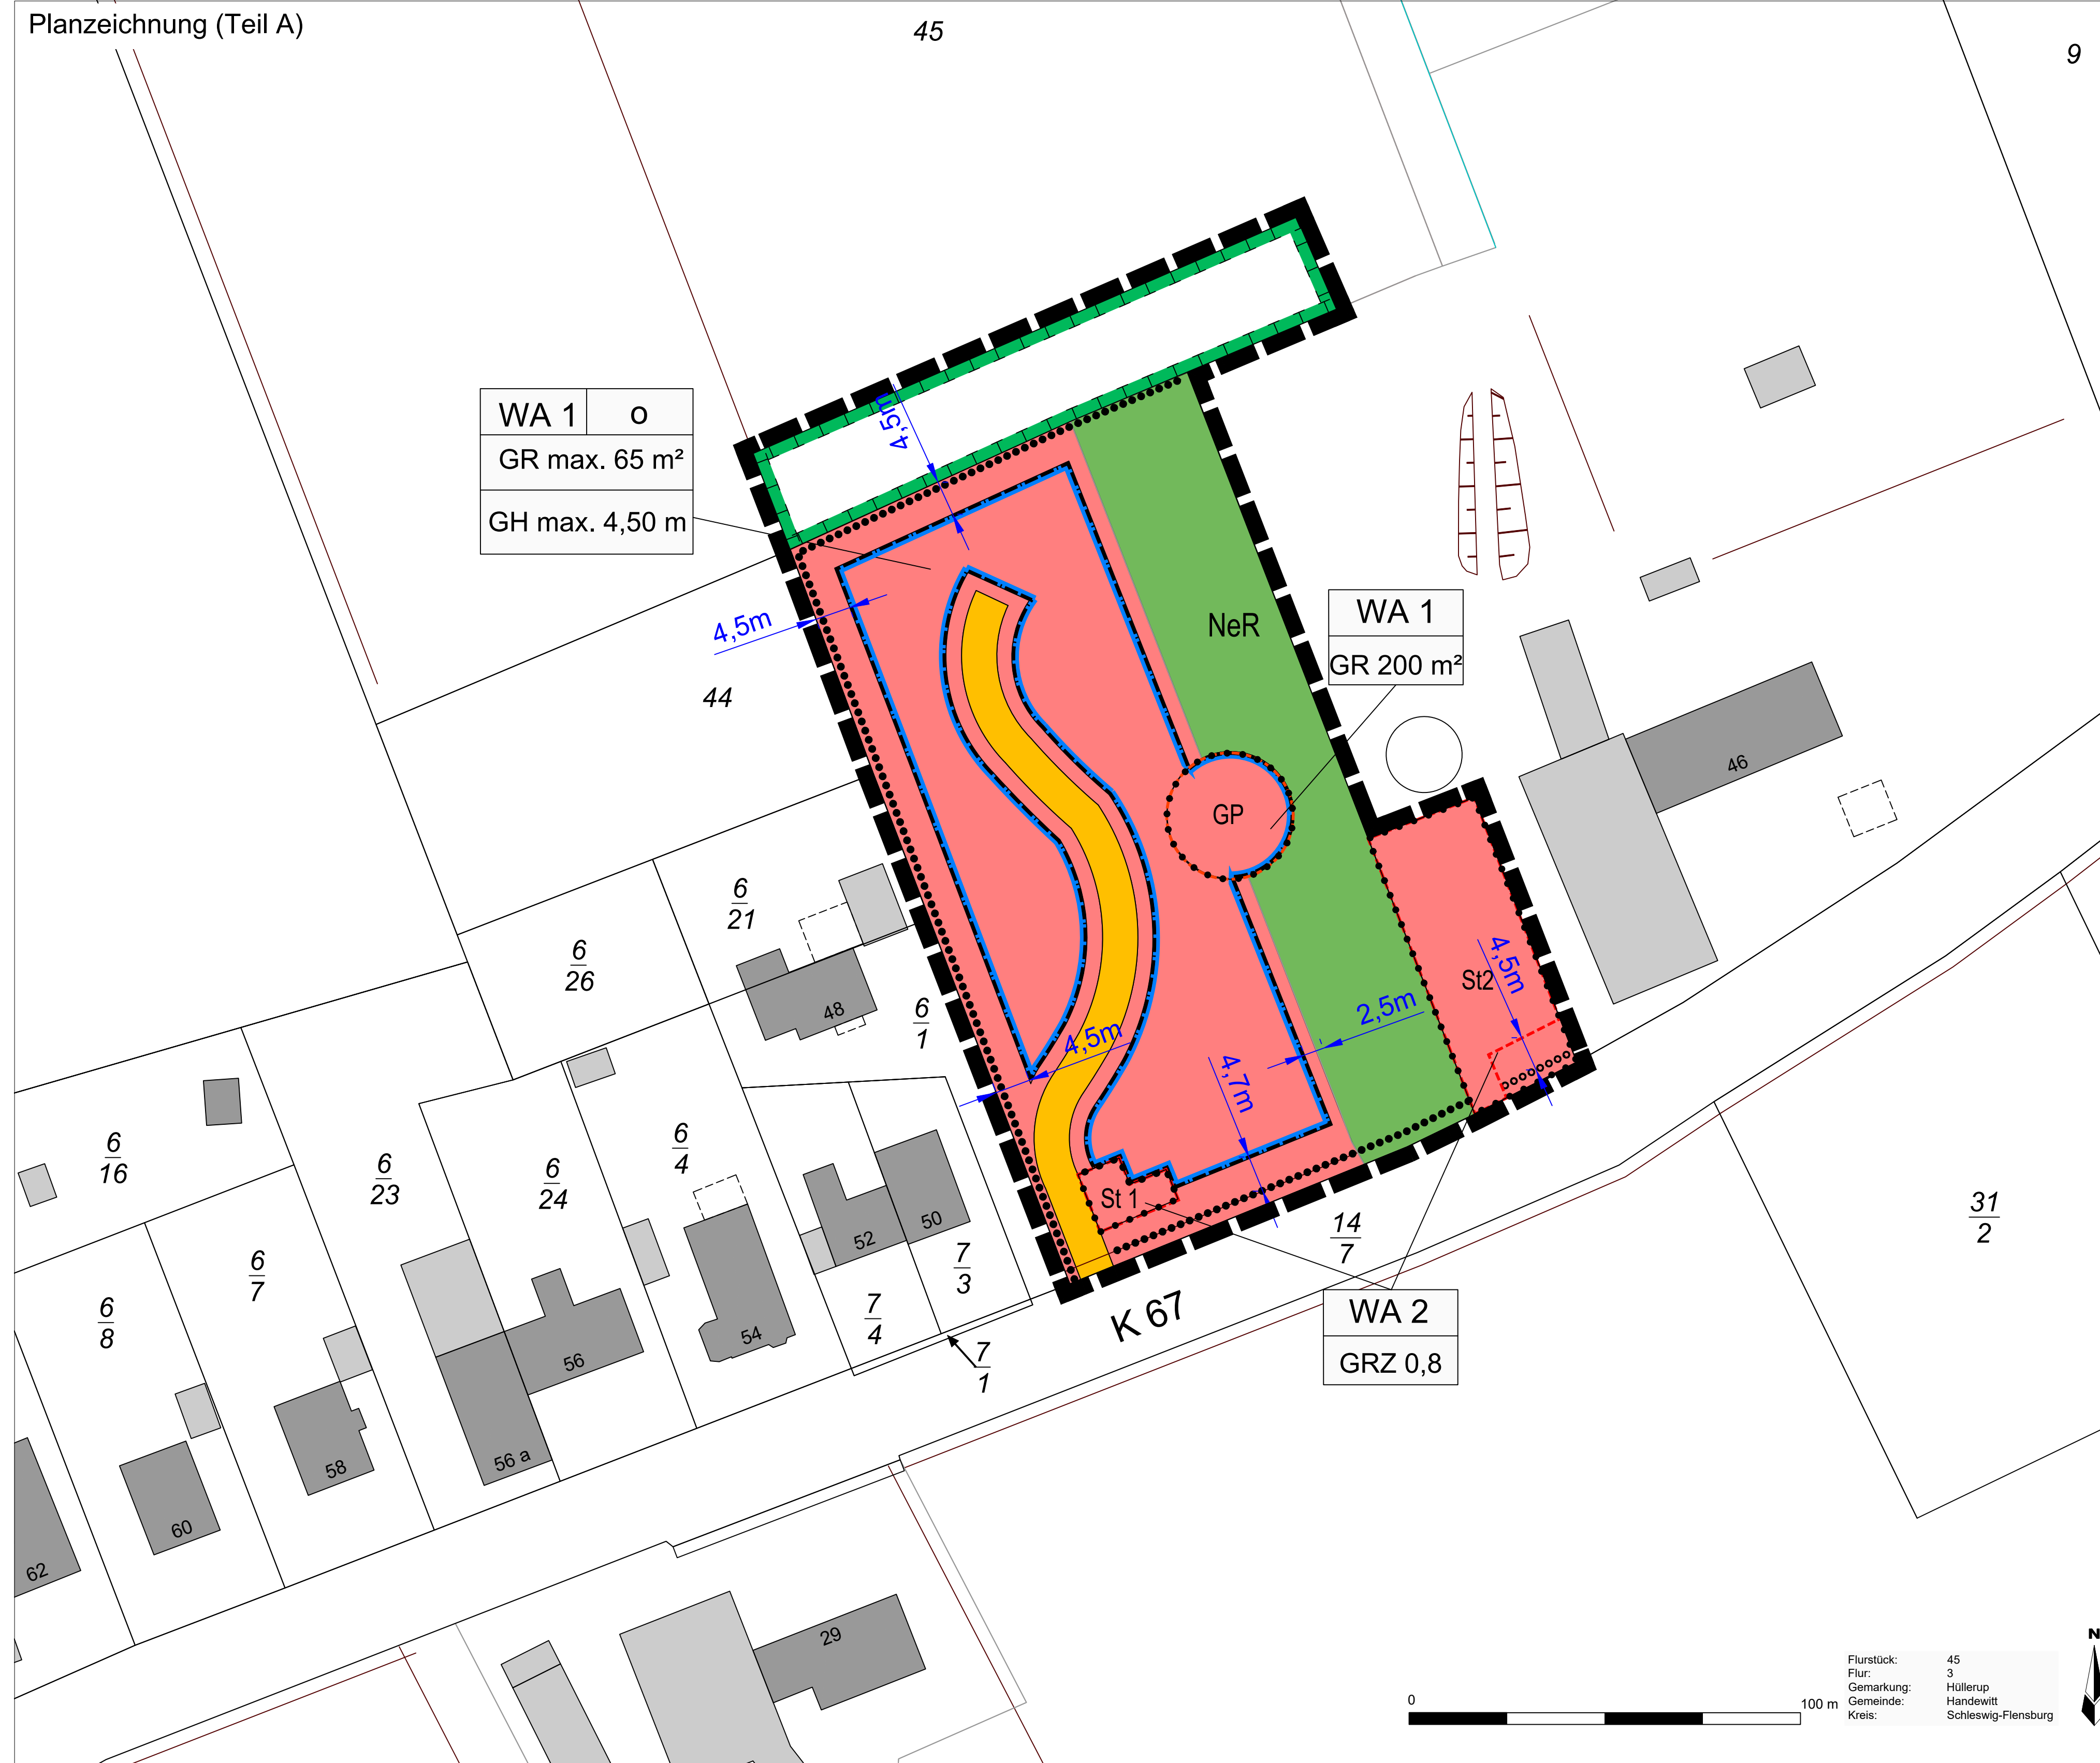 Planzeichnung (Teil A)
45
9
WA 1 o
GR max. 65 m²
GH max. 4,50 m
4,5m
4,5m
44
NeR
WA 1
GR 200 m²
GP
46
6
21
6
26
48
6
1
St2
4,5m
2,5m
4,5m
4,7m
6
16
6
23
6
24
6
4
52
50
St 1
7
3
14
7
31
2
6
7
6
8
54
7
4
K 67
7
1
WA 2
GRZ 0,8
56
56 a
58
60
62
29
N
0
100 m
Flurstück: 45
Flur: 3
Gemarkung: Hüllerup
Gemeinde: Handewitt
Kreis: Schleswig-Flensburg